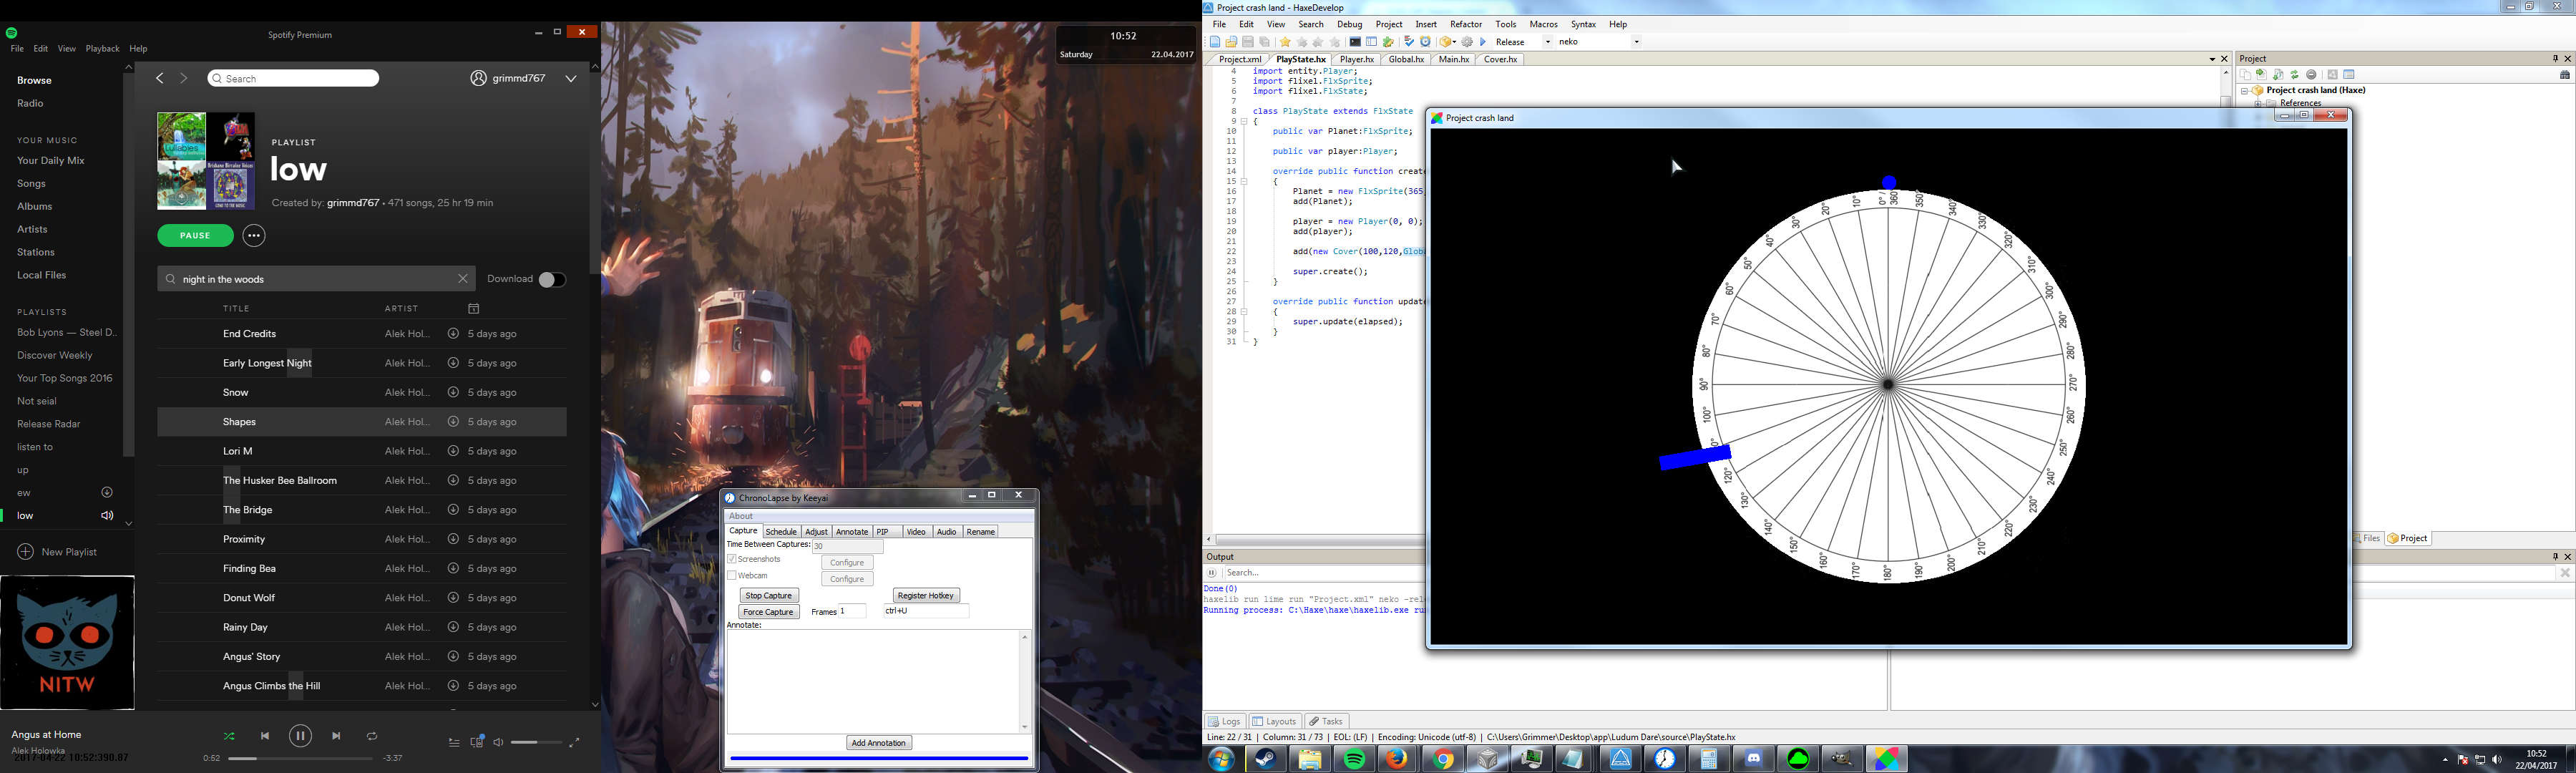 Spotify Premium
File Edit View Playback Help
Browse
Radio
YOUR MUSIC
Your Daily Mix
Songs
Albums
Artists
Stations
Local Files
PLAYLISTS
Bob Lyons — Steel D..
Discover Weekly
Your Top Songs 2016
Not seial
Release Radar
listen to
up
ew
low
New Playlist
NITW
Search
grimmd767
Lullabies
PLAYLIST
low
Created by: grimmd767 • 471 songs, 25 hr 19 min
PAUSE
night in the woods
Download
TITLE ARTIST
End Credits Alek Hol... 5 days ago
Early Longest Night Alek Hol... 5 days ago
Snow Alek Hol... 5 days ago
Shapes Alek Hol... 5 days ago
Lori M Alek Hol... 5 days ago
The Husker Bee Ballroom Alek Hol... 5 days ago
The Bridge Alek Hol... 5 days ago
Proximity Alek Hol... 5 days ago
Finding Bea Alek Hol... 5 days ago
Donut Wolf Alek Hol... 5 days ago
Rainy Day Alek Hol... 5 days ago
Angus' Story Alek Hol... 5 days ago
Angus Climbs the Hill Alek Hol... 5 days ago
Angus at Home
Alek Holowka
2017-04-22 10:52:390.87
0:52 -3:37
10:52
Saturday 22.04.2017
ChronoLapse by Keeyai
About
Capture Schedule Adjust Annotate PIP Video Audio Rename
Time Between Captures: 30
Screenshots Configure
Webcam Configure
Stop Capture Register Hotkey
Force Capture Frames 1 ctrl+U
Annotate:
Add Annotation
Project crash land - HaxeDevelop
File Edit View Search Debug Project Insert Refactor Tools Macros Syntax Help
Release neko
Project.xml PlayState.hx Player.hx Global.hx Main.hx Cover.hx
4 import entity.Player;
5 import flixel.FlxSprite;
6 import flixel.FlxState;
7
8 class PlayState extends FlxState
9 {
10 public var Planet:FlxSprite;
11
12 public var player:Player;
13
14 override public function create
15 {
16 Planet = new FlxSprite(365
17 add(Planet);
18
19 player = new Player(0, 0);
20 add(player);
21
22 add(new Cover(100,120,Glob
23
24 super.create();
25 }
26
27 override public function update
28 {
29 super.update(elapsed);
30 }
31 }
Project
Project crash land (Haxe)
References
Files Project
Project crash land
0° / 360°
10°
20°
30°
40°
50°
60°
70°
80°
90°
100°
120°
130°
140°
150°
160°
170°
180°
190°
200°
210°
220°
230°
240°
250°
260°
270°
280°
290°
300°
310°
320°
330°
340°
350°
Output
Search...
Done(0)
haxelib run lime run "Project.xml" neko -rele
Running process: C:\Haxe\haxe\haxelib.exe run
Logs Layouts Tasks
Line: 22 / 31 | Column: 31 / 73 | EOL: (LF) | Encoding: Unicode (utf-8) | C:\Users\Grimmer\Desktop\app\Ludum Dare\source\PlayState.hx
10:52
22/04/2017